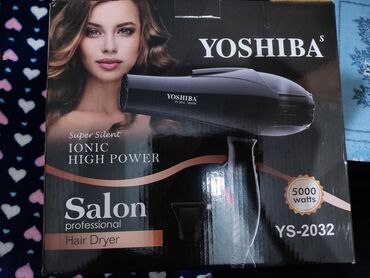 YOSHIBA S
YOSHIBA
Super Silent
IONIC
HIGH POWER
Salon
professional
Hair Dryer
5000
watts
YS-2032